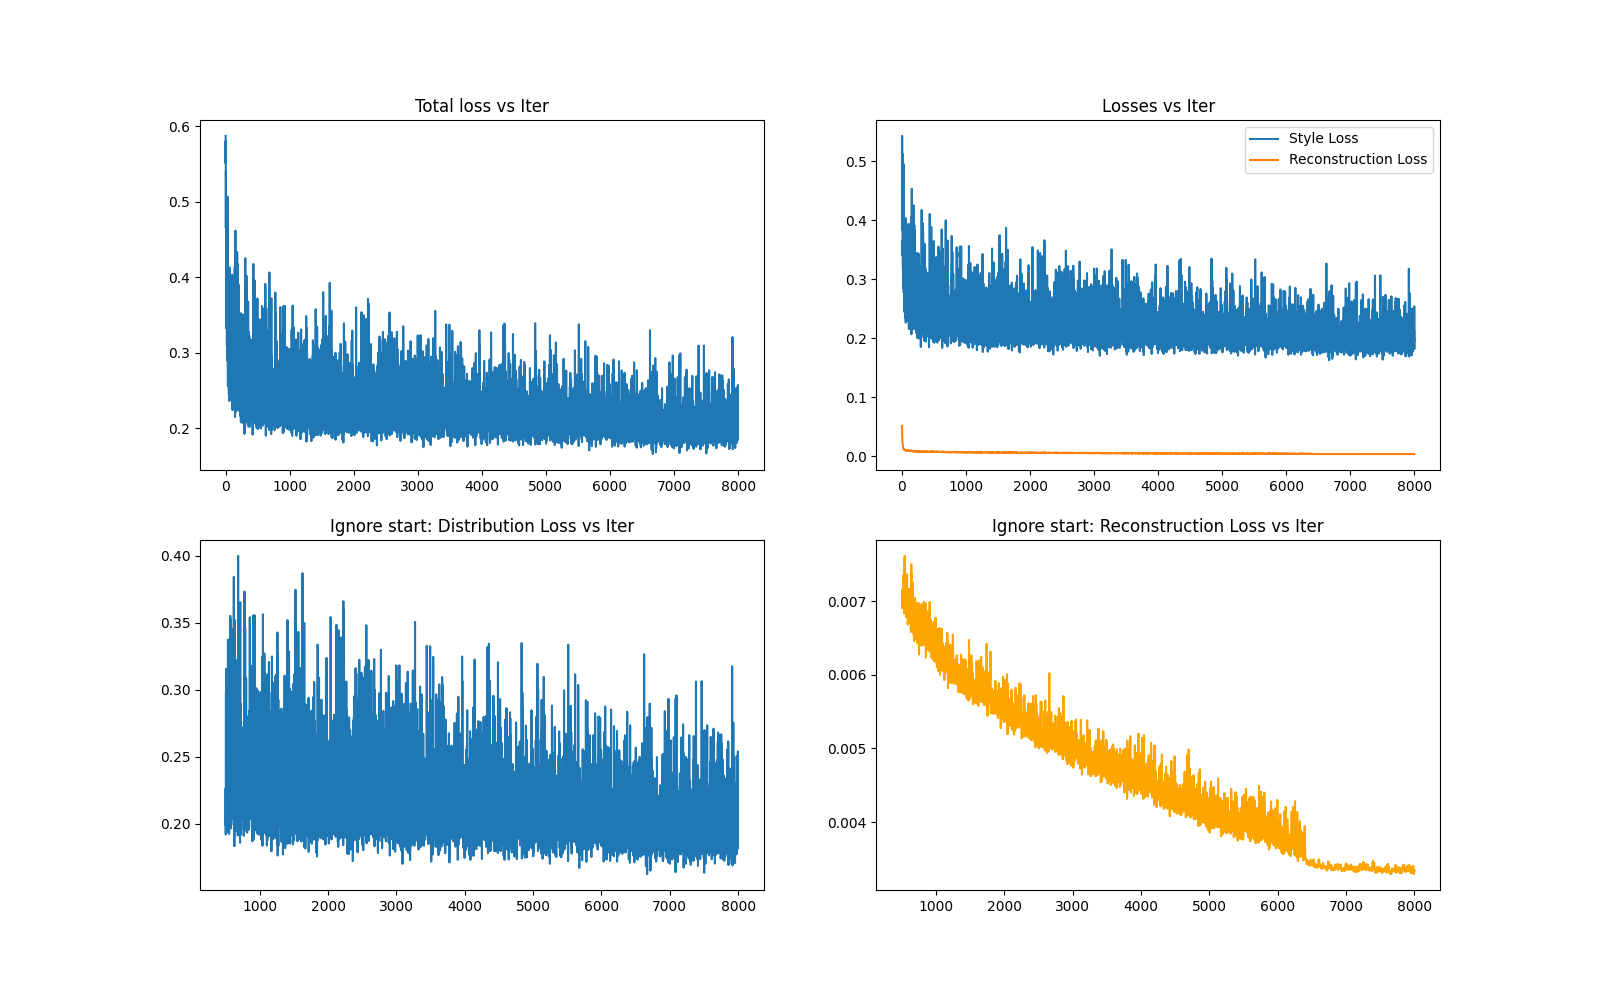 Total loss vs Iter
0.6
0.5
0.4
0.3
0.2
0 1000 2000 3000 4000 5000 6000 7000 8000
Losses vs Iter
Style Loss
Reconstruction Loss
0.5
0.4
0.3
0.2
0.1
0.0
0 1000 2000 3000 4000 5000 6000 7000 8000
Ignore start: Distribution Loss vs Iter
0.40
0.35
0.30
0.25
0.20
1000 2000 3000 4000 5000 6000 7000 8000
Ignore start: Reconstruction Loss vs Iter
0.007
0.006
0.005
0.004
1000 2000 3000 4000 5000 6000 7000 8000